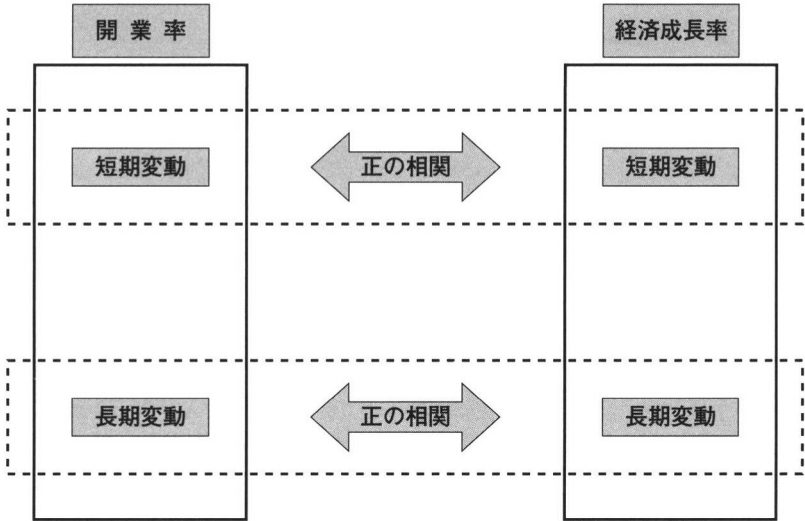 開業率
経済成長率
短期変動
正の相関
短期変動
長期変動
正の相関
長期変動